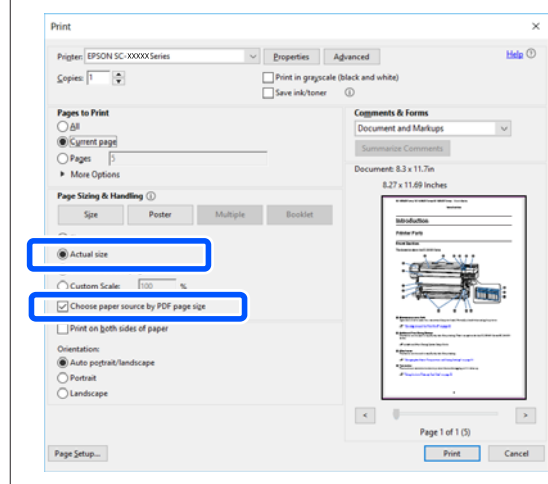 Print
Printer: EPSON SC-XXXXX Series Properties Advanced Help
Copies: 1 Print in grayscale (black and white)
Save ink/toner
Pages to Print
All
Current page
Pages 5
More Options
Page Sizing & Handling
Size Poster Multiple Booklet
Actual size
Custom Scale: 100 %
Choose paper source by PDF page size
Print on both sides of paper
Orientation:
Auto portrait/landscape
Portrait
Landscape
Comments & Forms
Document and Markups
Summarize Comments
Document: 8.3 x 11.7in
8.27 x 11.69 Inches
Introduction
Printer Parts
< >
Page 1 of 1 (5)
Page Setup... Print Cancel